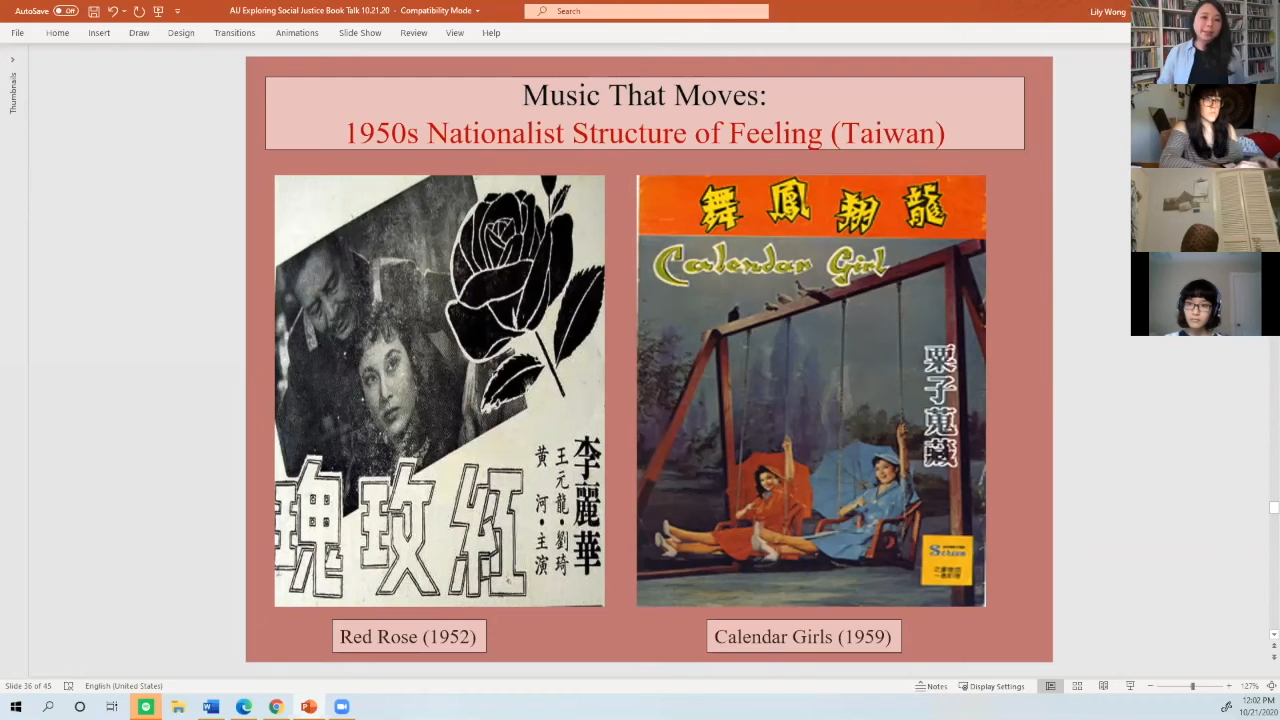 AutoSave Off
AU Exploring Social Justice Book Talk 10.21.20 - Compatibility Mode
Search
Lily Wong
File Home Insert Draw Design Transitions Animations Slide Show Review View Help
Thumbnails
Music That Moves:
1950s Nationalist Structure of Feeling (Taiwan)
李麗華
王元龍·劉琦
黃河·主演
紅玫瑰
龍翔鳳舞
Calendar Girl
粟子蒐藏
Red Rose (1952)
Calendar Girls (1959)
Slide 36 of 45
English (United States)
Notes
Display Settings
127%
12:02 PM
10/21/2020